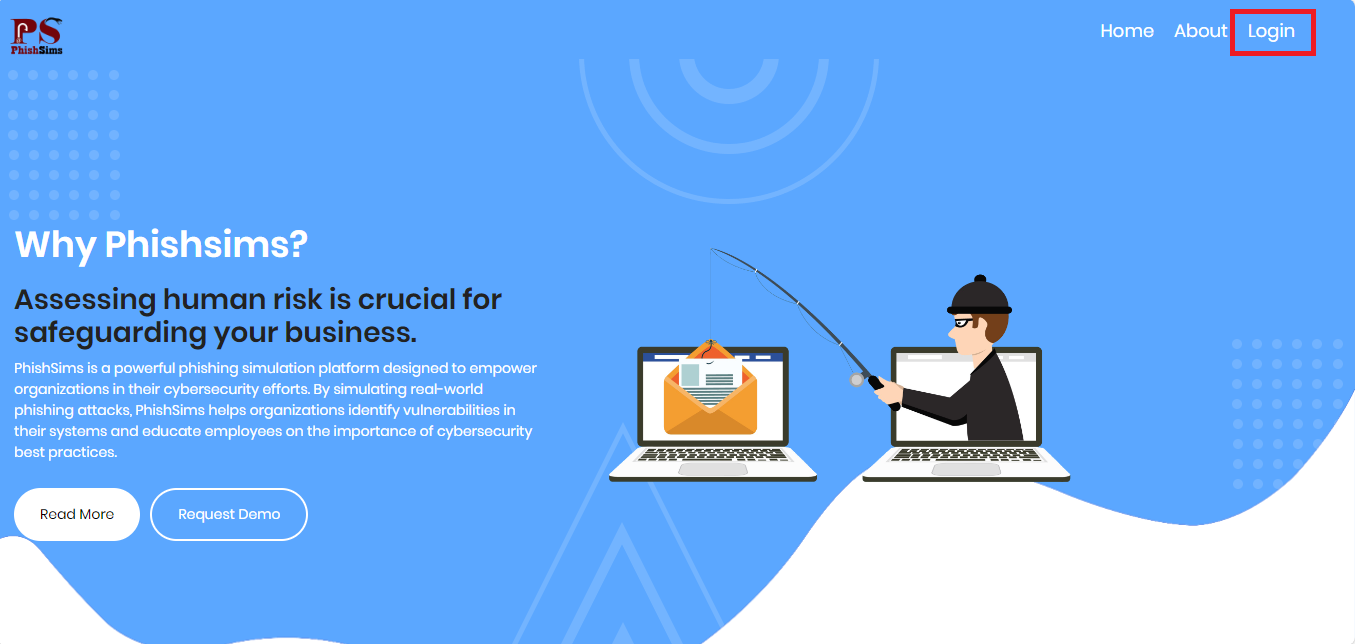 PS
PhishSims
Home About Login
Why Phishsims?
Assessing human risk is crucial for
safeguarding your business.
PhishSims is a powerful phishing simulation platform designed to empower
organizations in their cybersecurity efforts. By simulating real-world
phishing attacks, PhishSims helps organizations identify vulnerabilities in
their systems and educate employees on the importance of cybersecurity
best practices.
Read More Request Demo